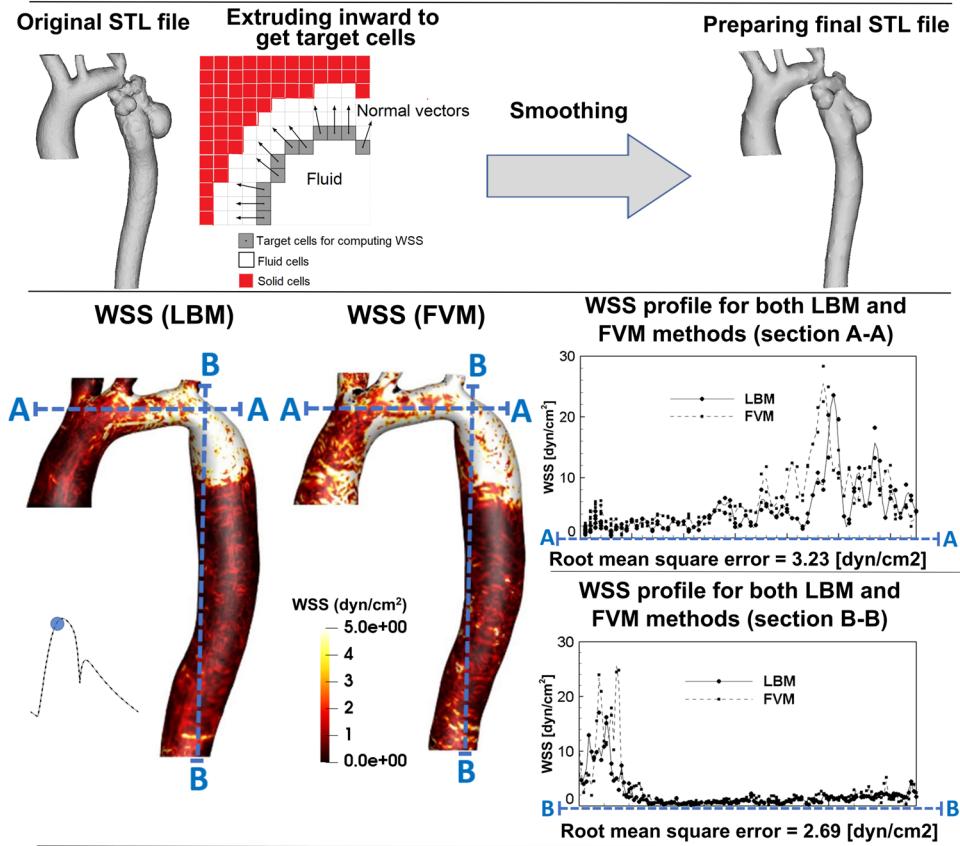 Original STL file
Extruding inward to
get target cells
Preparing final STL file
Normal vectors
Fluid
Smoothing
Target cells for computing WSS
Fluid cells
Solid cells
WSS (LBM)
WSS (FVM)
WSS profile for both LBM and
FVM methods (section A-A)
B
B
A
A
A
A
30
20
10
0
WSS [dyn/cm²]
LBM
FVM
A
A
Root mean square error = 3.23 [dyn/cm2]
WSS profile for both LBM and
FVM methods (section B-B)
WSS (dyn/cm²)
5.0e+00
4
3
2
1
0.0e+00
B
B
30
20
10
0
WSS [dyn/cm²]
LBM
FVM
B
B
Root mean square error = 2.69 [dyn/cm2]